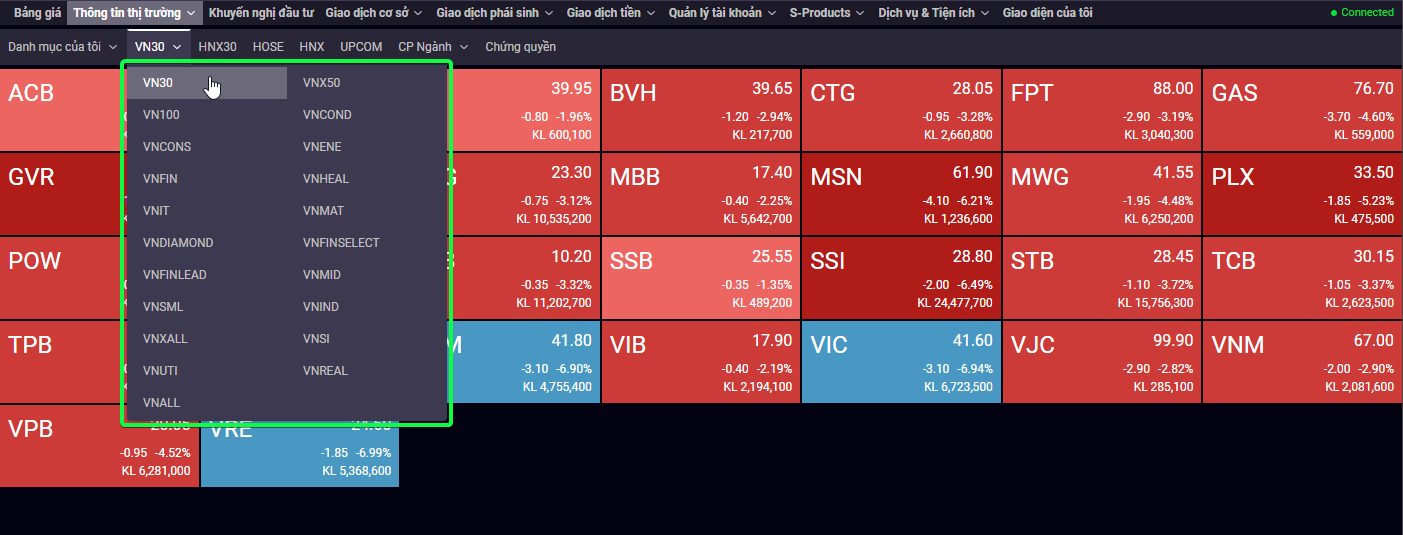 Bảng giá Thông tin thị trường Khuyến nghị đầu tư Giao dịch cơ sở Giao dịch phái sinh Giao dịch tiền Quản lý tài khoản S-Products Dịch vụ & Tiện ích Giao diện của tôi Connected
Danh mục của tôi VN30 HNX30 HOSE HNX UPCOM CP Ngành Chứng quyền
VN30 VNX50
VN100 VNCOND
VNCONS VNENE
VNFIN VNHEAL
VNIT VNMAT
VNDIAMOND VNFINSELECT
VNFINLEAD VNMID
VNSML VNIND
VNXALL VNSI
VNUTI VNREAL
VNALL
ACB 39.95 BVH 39.65 CTG 28.05 FPT 88.00 GAS 76.70
-0.80 -1.96% -1.20 -2.94% -0.95 -3.28% -2.90 -3.19% -3.70 -4.60%
KL 600,100 KL 217,700 KL 2,660,800 KL 3,040,300 KL 559,000
GVR 23.30 MBB 17.40 MSN 61.90 MWG 41.55 PLX 33.50
-0.75 -3.12% -0.40 -2.25% -4.10 -6.21% -1.95 -4.48% -1.85 -5.23%
KL 10,535,200 KL 5,642,700 KL 1,236,600 KL 6,250,200 KL 475,500
POW 10.20 SSB 25.55 SSI 28.80 STB 28.45 TCB 30.15
-0.35 -3.32% -0.35 -1.35% -2.00 -6.49% -1.10 -3.72% -1.05 -3.37%
KL 11,202,700 KL 489,200 KL 24,477,700 KL 15,756,300 KL 2,623,500
TPB M 41.80 VIB 17.90 VIC 41.60 VJC 99.90 VNM 67.00
-3.10 -6.90% -0.40 -2.19% -3.10 -6.94% -2.90 -2.82% -2.00 -2.90%
KL 4,755,400 KL 2,194,100 KL 6,723,500 KL 285,100 KL 2,081,600
VPB VRE
-0.95 -4.52% -1.85 -6.99%
KL 6,281,000 KL 5,368,600